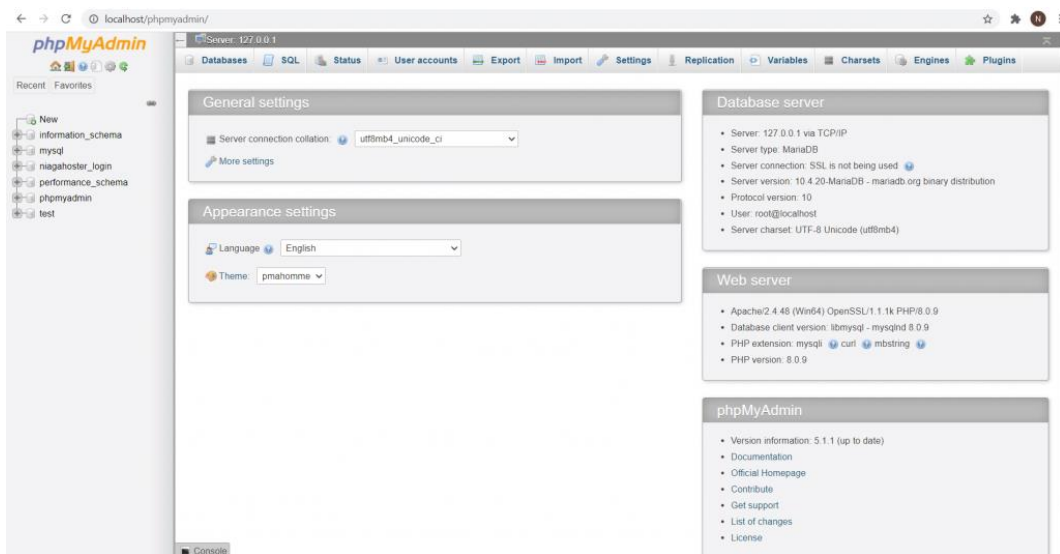 localhost/phpmyadmin/
N
phpMyAdmin
Recent Favorites
New
information_schema
mysql
niagahoster_login
performance_schema
phpmyadmin
test
Server: 127.0.0.1
Databases SQL Status User accounts Export Import Settings Replication Variables Charsets Engines Plugins
General settings
Server connection collation: utf8mb4_unicode_ci
More settings
Appearance settings
Language English
Theme: pmahomme
Database server
• Server: 127.0.0.1 via TCP/IP
• Server type: MariaDB
• Server connection: SSL is not being used
• Server version: 10.4.20-MariaDB - mariadb.org binary distribution
• Protocol version: 10
• User: root@localhost
• Server charset: UTF-8 Unicode (utf8mb4)
Web server
• Apache/2.4.48 (Win64) OpenSSL/1.1.1k PHP/8.0.9
• Database client version: libmysql - mysqlnd 8.0.9
• PHP extension: mysqli curl mbstring
• PHP version: 8.0.9
phpMyAdmin
• Version information: 5.1.1 (up to date)
• Documentation
• Official Homepage
• Contribute
• Get support
• List of changes
• License
Console